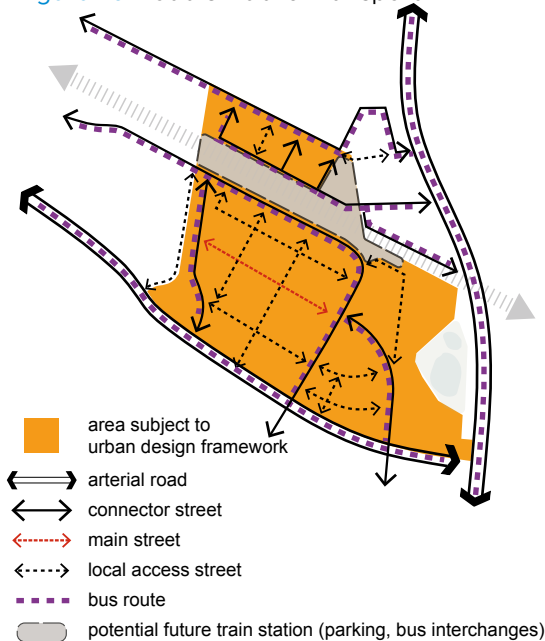 area subject to
urban design framework
arterial road
connector street
main street
local access street
bus route
potential future train station (parking, bus interchanges)